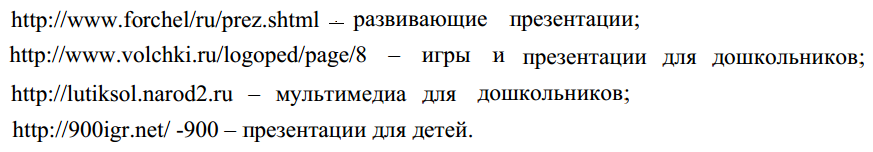 http://www.forchel/ru/prez.shtml – развивающие презентации;
http://www.volchki.ru/logoped/page/8 – игры и презентации для дошкольников;
http://lutiksol.narod2.ru – мультимедиа для дошкольников;
http://900igr.net/ -900 – презентации для детей.